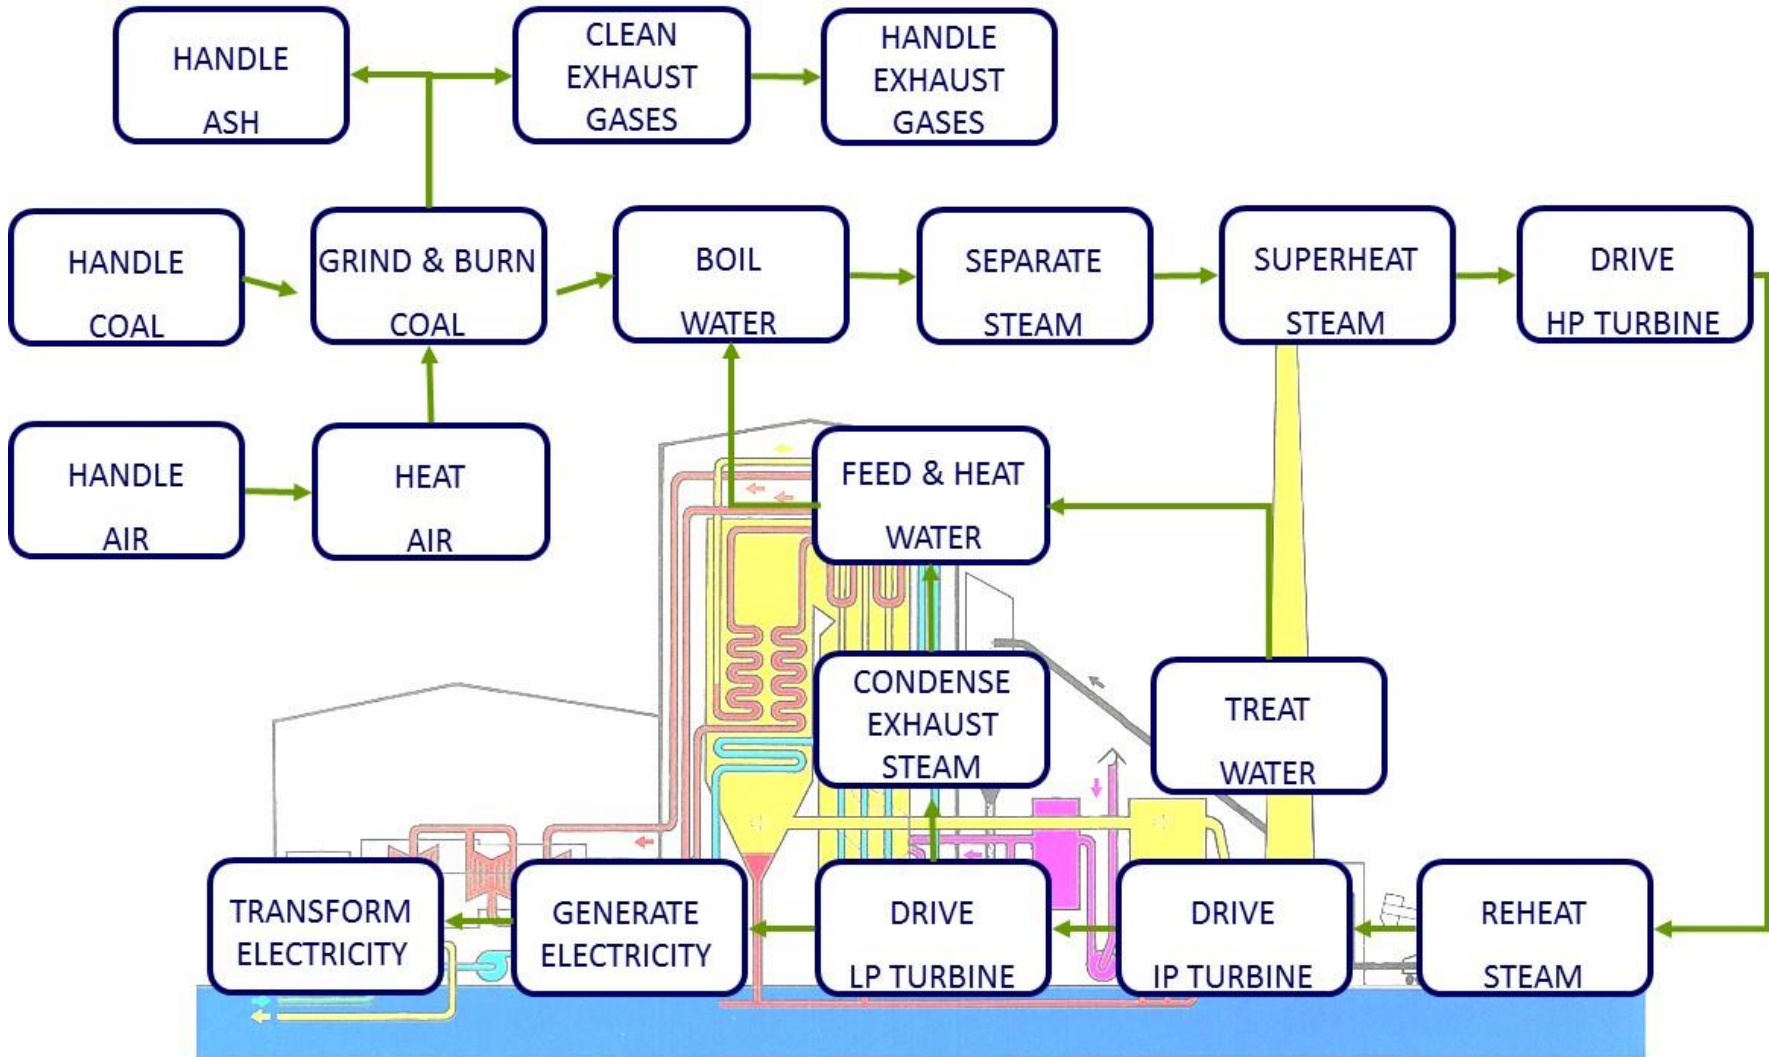 HANDLE
ASH
CLEAN
EXHAUST
GASES
HANDLE
EXHAUST
GASES
HANDLE
COAL
GRIND & BURN
COAL
BOIL
WATER
SEPARATE
STEAM
SUPERHEAT
STEAM
DRIVE
HP TURBINE
HANDLE
AIR
HEAT
AIR
FEED & HEAT
WATER
CONDENSE
EXHAUST
STEAM
TREAT
WATER
TRANSFORM
ELECTRICITY
GENERATE
ELECTRICITY
DRIVE
LP TURBINE
DRIVE
IP TURBINE
REHEAT
STEAM